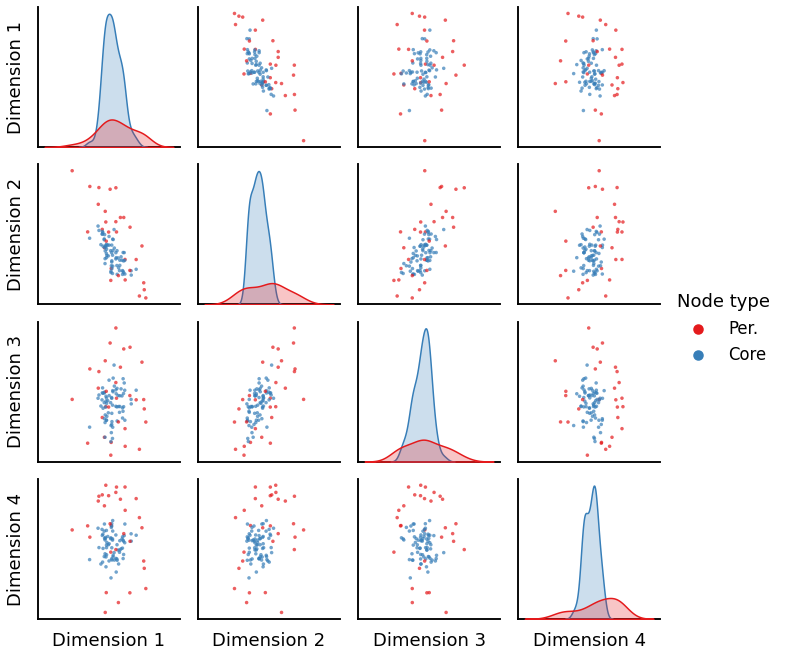 Dimension 1
Dimension 2
Dimension 3
Dimension 4
Dimension 1
Dimension 2
Dimension 3
Dimension 4
Node type
Per.
Core